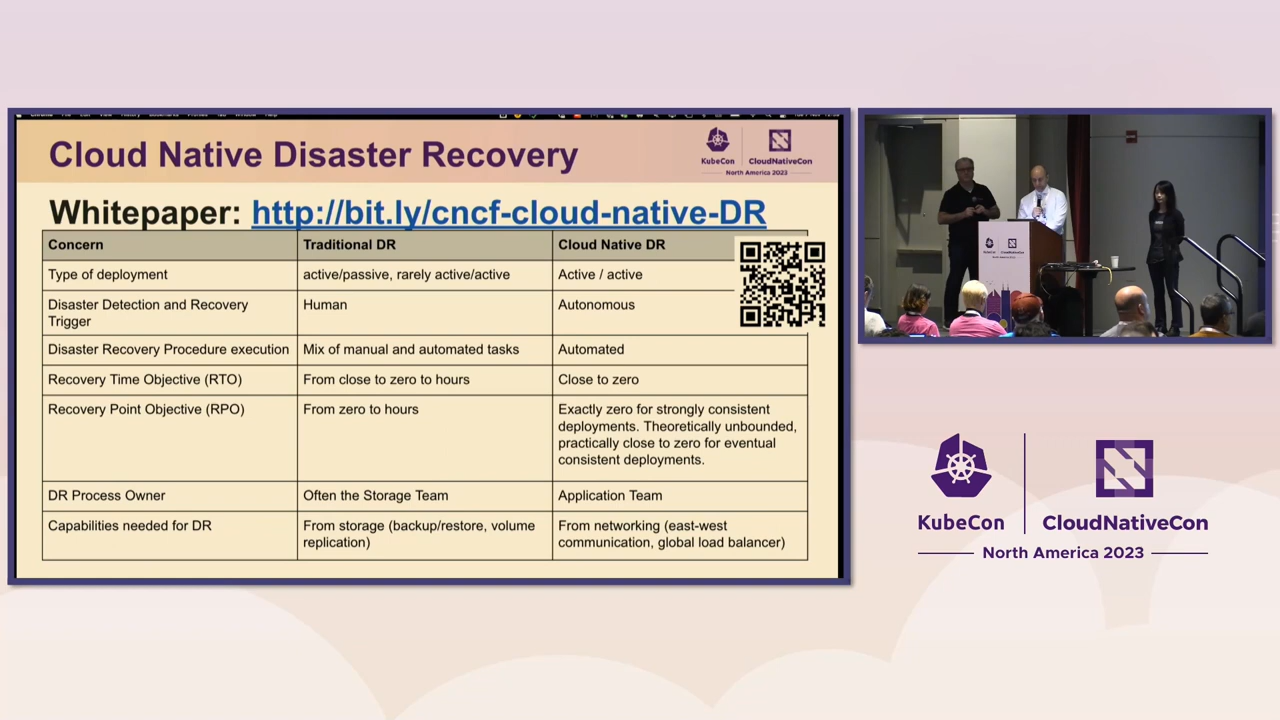 Cloud Native Disaster Recovery
KubeCon
CloudNativeCon
North America 2023
Whitepaper: http://bit.ly/cncf-cloud-native-DR
Concern Traditional DR Cloud Native DR
Type of deployment active/passive, rarely active/active Active / active
Disaster Detection and Recovery Human Autonomous
Trigger
Disaster Recovery Procedure execution Mix of manual and automated tasks Automated
Recovery Time Objective (RTO) From close to zero to hours Close to zero
Recovery Point Objective (RPO) From zero to hours Exactly zero for strongly consistent
deployments. Theoretically unbounded,
practically close to zero for eventual
consistent deployments.
DR Process Owner Often the Storage Team Application Team
Capabilities needed for DR From storage (backup/restore, volume From networking (east-west
replication) communication, global load balancer)
KubeCon
CloudNativeCon
North America 2023